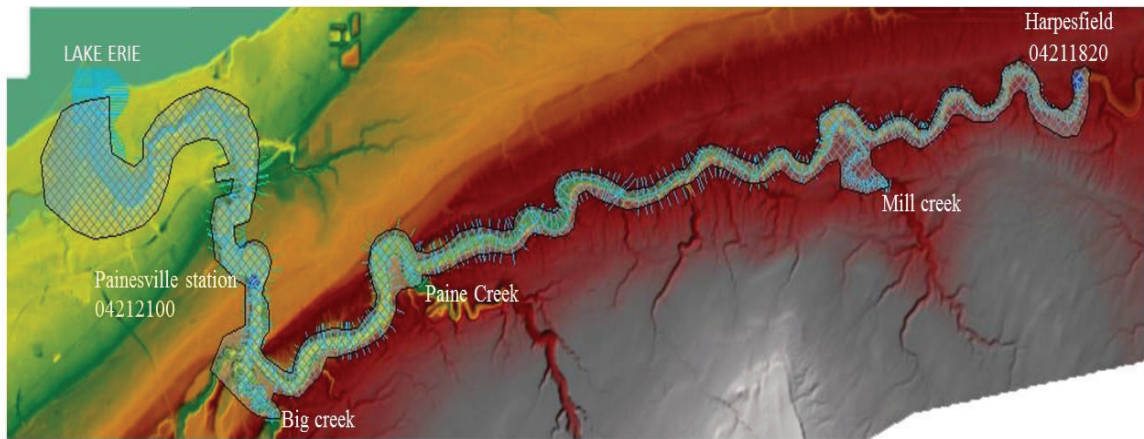 LAKE ERIE
Harpesfield
04211820
Mill creek
Painesville station
04212100
Paine Creek
Big creek